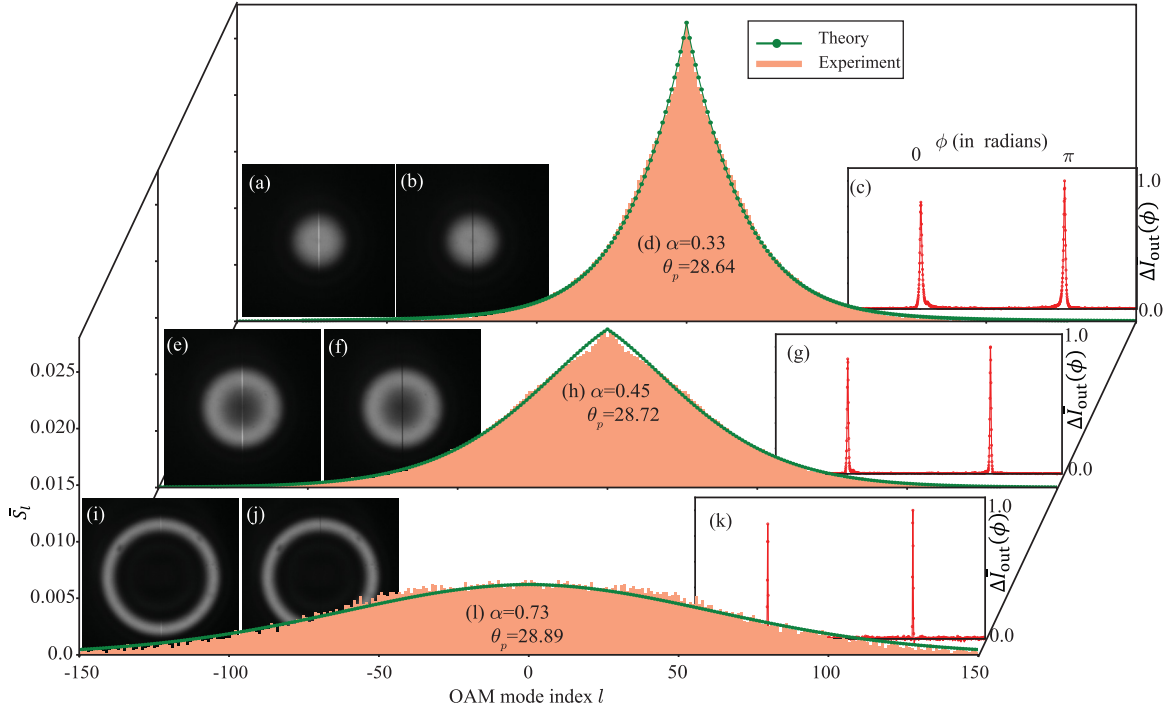 Theory
Experiment
ϕ (in radians)
0 π
(a) (b) (c) 1.0
(d) α=0.33
θp=28.64
ΔIout(ϕ)
0.0
(e) (f) (g) 1.0
0.025
(h) α=0.45
θp=28.72
ΔĪout(ϕ)
0.020
0.0
0.015
(i) (j) (k) 1.0
S̄l
0.010
ΔĪout(ϕ)
0.005
(l) α=0.73
θp=28.89
0.0
0.0
-150 -100 -50 0 50 100 150
OAM mode index l